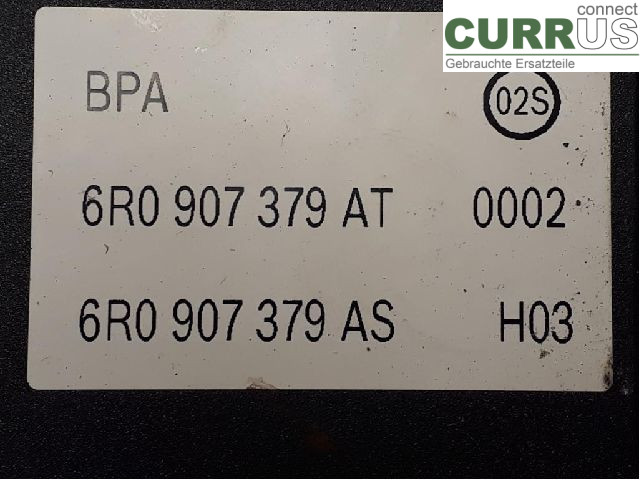 connect
CURRUS
Gebrauchte Ersatzteile
BPA 02S
6R0 907 379 AT 0002
6R0 907 379 AS H03